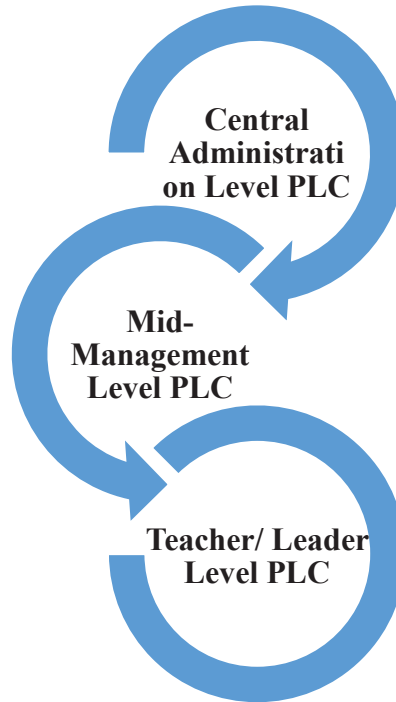 Central
Administrati
on Level PLC
Mid-
Management
Level PLC
Teacher/ Leader
Level PLC